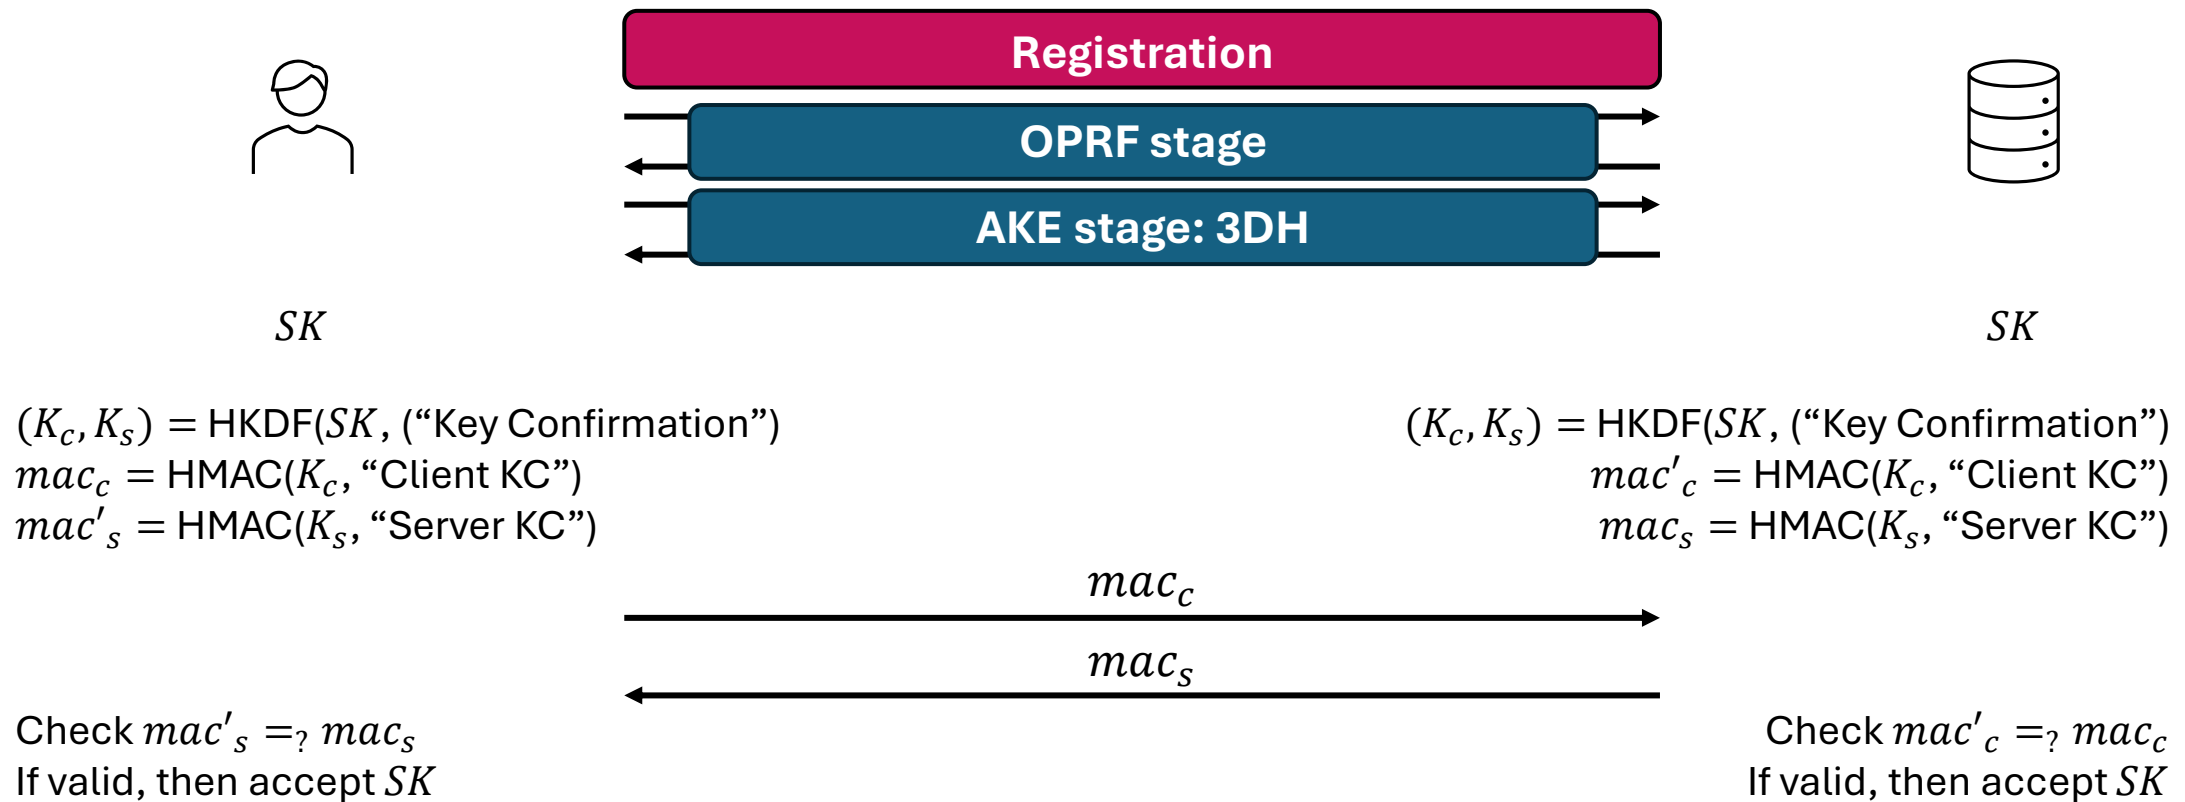 Registration
OPRF stage
AKE stage: 3DH
𝑆𝐾
𝑆𝐾
(𝐾_c, 𝐾_s) = HKDF(𝑆𝐾, (“Key Confirmation”)
𝑚𝑎𝑐_c = HMAC(𝐾_c, “Client KC”)
𝑚𝑎𝑐′_s = HMAC(𝐾_s, “Server KC”)
(𝐾_c, 𝐾_s) = HKDF(𝑆𝐾, (“Key Confirmation”)
𝑚𝑎𝑐′_c = HMAC(𝐾_c, “Client KC”)
𝑚𝑎𝑐_s = HMAC(𝐾_s, “Server KC”)
𝑚𝑎𝑐_c
𝑚𝑎𝑐_s
Check 𝑚𝑎𝑐′_s =_? 𝑚𝑎𝑐_s
If valid, then accept 𝑆𝐾
Check 𝑚𝑎𝑐′_c =_? 𝑚𝑎𝑐_c
If valid, then accept 𝑆𝐾